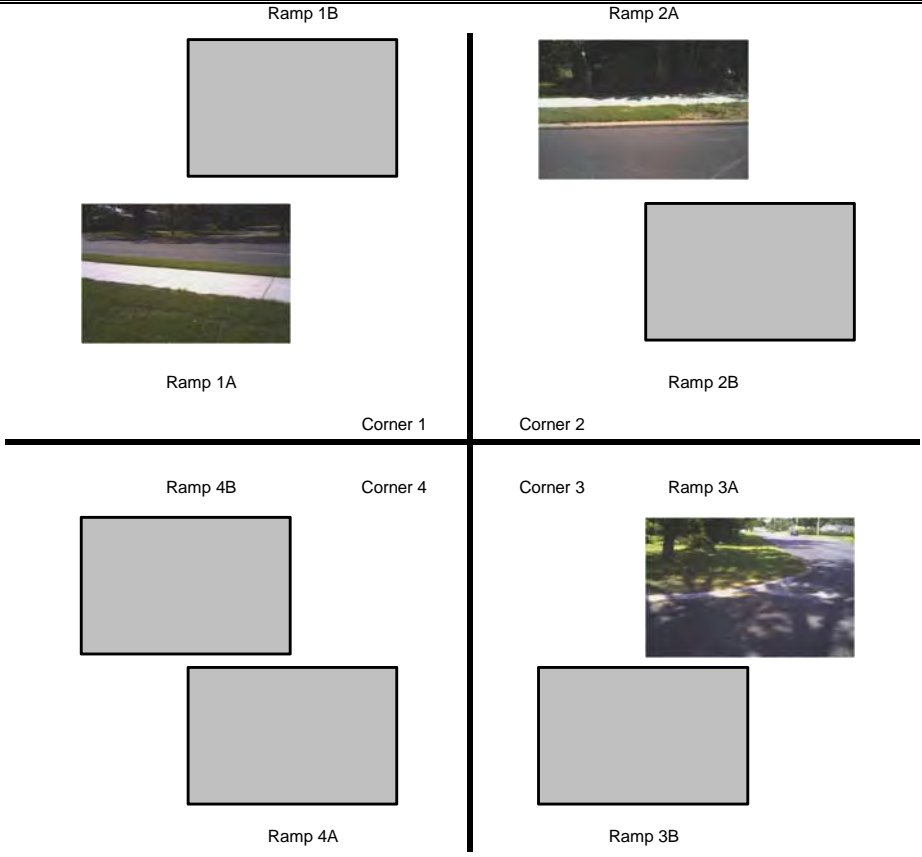 Ramp 1B
Ramp 2A
Ramp 1A
Ramp 2B
Corner 1
Corner 2
Ramp 4B
Corner 4
Corner 3
Ramp 3A
Ramp 4A
Ramp 3B